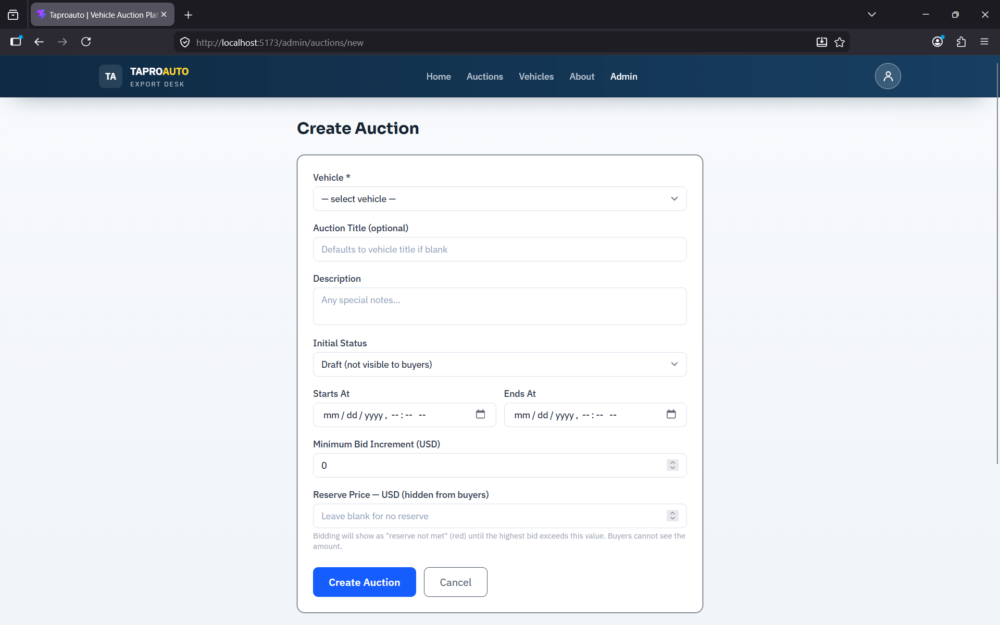 Taproauto | Vehicle Auction Plat
http://localhost:5173/admin/auctions/new
TA
TAPROAUTO
EXPORT DESK
Home
Auctions
Vehicles
About
Admin
Create Auction
Vehicle *
— select vehicle —
Auction Title (optional)
Defaults to vehicle title if blank
Description
Any special notes...
Initial Status
Draft (not visible to buyers)
Starts At
Ends At
mm / dd / yyyy , -- : -- --
mm / dd / yyyy , -- : -- --
Minimum Bid Increment (USD)
0
Reserve Price — USD (hidden from buyers)
Leave blank for no reserve
Bidding will show as "reserve not met" (red) until the highest bid exceeds this value. Buyers cannot see the
amount.
Create Auction
Cancel